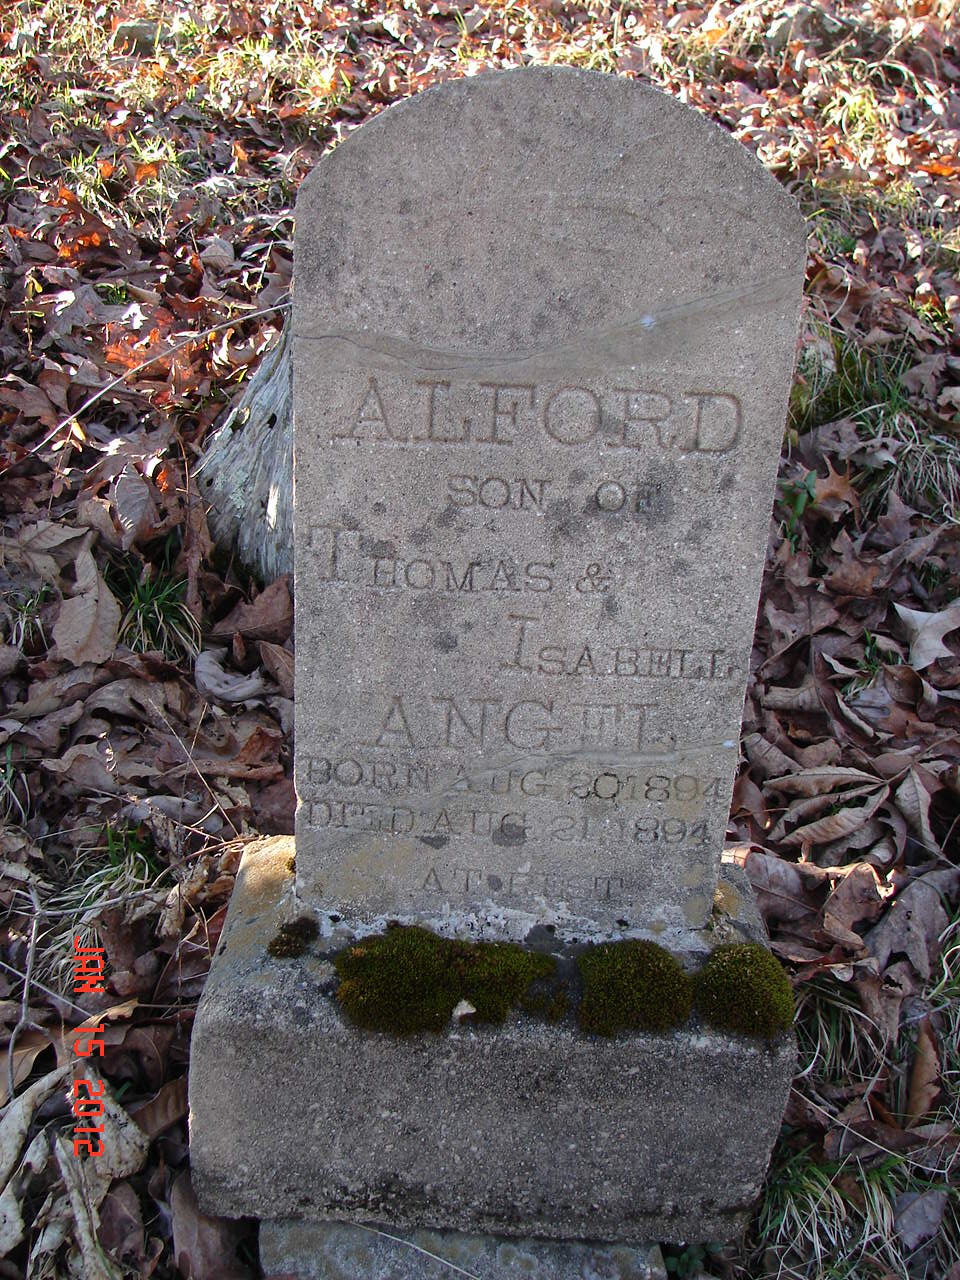 ALFORD
SON OF
THOMAS &
ISABELL
ANGEL
BORN AUG 20 1894
DIED AUG 21 1894
AT REST
JAN 15 2012